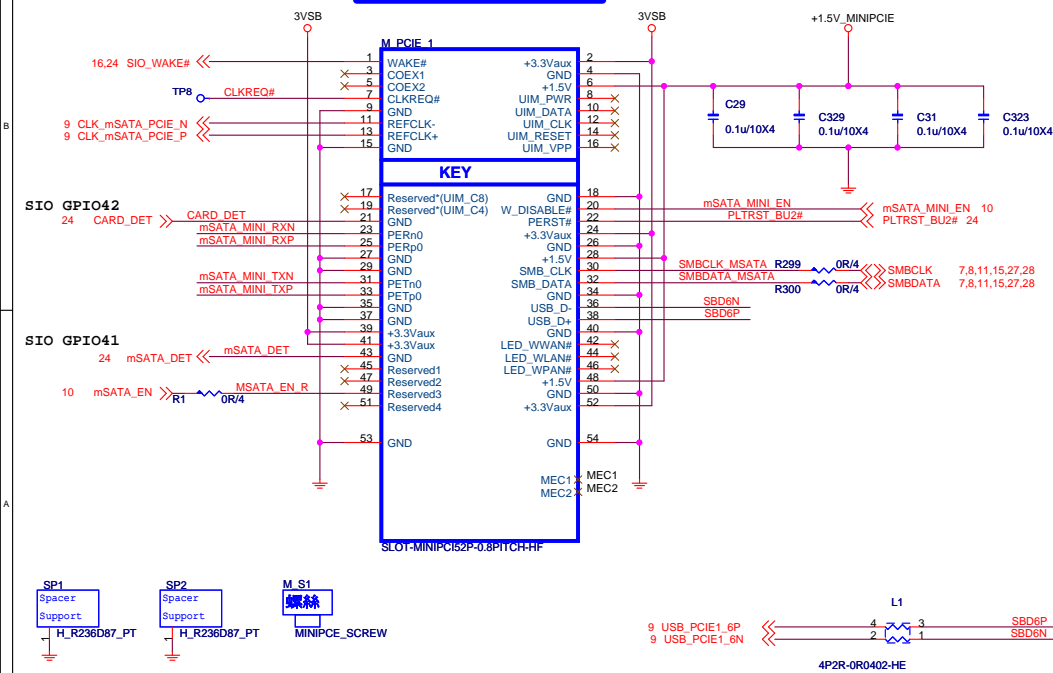 3VSB
3VSB
+1.5V_MINIPCIE
M_PCIE_1
16,24 SIO_WAKE#
1 WAKE# +3.3Vaux 2
3 COEX1 GND 4
5 COEX2 +1.5V 6
TP8 CLKREQ# 7 CLKREQ# UIM_PWR 8
9 GND UIM_DATA 10
9 CLK_mSATA_PCIE_N 11 REFCLK- UIM_CLK 12
9 CLK_mSATA_PCIE_P 13 REFCLK+ UIM_RESET 14
15 GND UIM_VPP 16
C29
0.1u/10X4
C329
0.1u/10X4
C31
0.1u/10X4
C323
0.1u/10X4
B
KEY
SIO GPIO42
17 Reserved*(UIM_C8) GND 18
19 Reserved*(UIM_C4) W_DISABLE# 20 mSATA_MINI_EN mSATA_MINI_EN 10
24 CARD_DET CARD_DET 21 GND PERST# 22 PLTRST_BU2# PLTRST_BU2# 24
mSATA_MINI_RXN 23 PERn0 +3.3Vaux 24
mSATA_MINI_RXP 25 PERp0 GND 26
27 GND +1.5V 28
29 GND SMB_CLK 30 SMBCLK_MSATA R299 0R/4 SMBCLK 7,8,11,15,27,28
mSATA_MINI_TXN 31 PETn0 SMB_DATA 32 SMBDATA_MSATA R300 0R/4 SMBDATA 7,8,11,15,27,28
mSATA_MINI_TXP 33 PETp0 GND 34
35 GND USB_D- 36 SBD6N
37 GND USB_D+ 38 SBD6P
39 +3.3Vaux GND 40
SIO GPIO41
41 +3.3Vaux LED_WWAN# 42
24 mSATA_DET mSATA_DET 43 GND LED_WLAN# 44
45 Reserved1 LED_WPAN# 46
47 Reserved2 +1.5V 48
10 mSATA_EN R1 0R/4 MSATA_EN_R 49 Reserved3 GND 50
51 Reserved4 +3.3Vaux 52
53 GND GND 54
MEC1 MEC1
MEC2 MEC2
A
SLOT-MINIPCI52P-0.8PITCH-HF
SP1
Spacer
Support
1
H_R236D87_PT
SP2
Spacer
Support
1
H_R236D87_PT
M_S1
螺絲
MINIPCE_SCREW
L1
9 USB_PCIE1_6P 4 3 SBD6P
9 USB_PCIE1_6N 2 1 SBD6N
4P2R-0R0402-HE